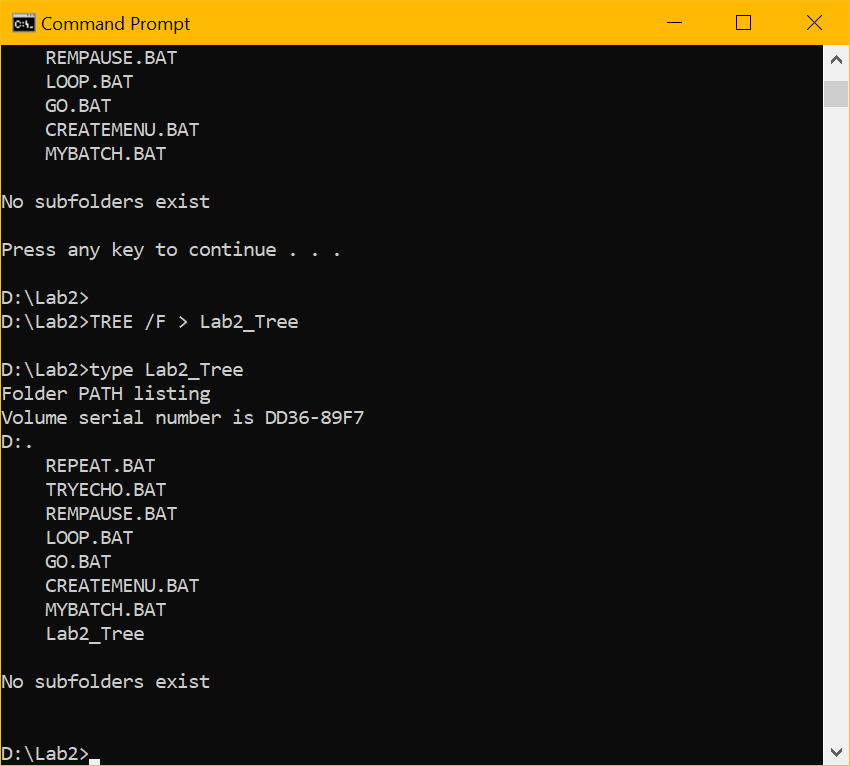 Command Prompt
REMPAUSE.BAT
LOOP.BAT
GO.BAT
CREATEMENU.BAT
MYBATCH.BAT
No subfolders exist
Press any key to continue . . .
D:\Lab2>
D:\Lab2>TREE /F > Lab2_Tree
D:\Lab2>type Lab2_Tree
Folder PATH listing
Volume serial number is DD36-89F7
D:.
REPEAT.BAT
TRYECHO.BAT
REMPAUSE.BAT
LOOP.BAT
GO.BAT
CREATEMENU.BAT
MYBATCH.BAT
Lab2_Tree
No subfolders exist
D:\Lab2>